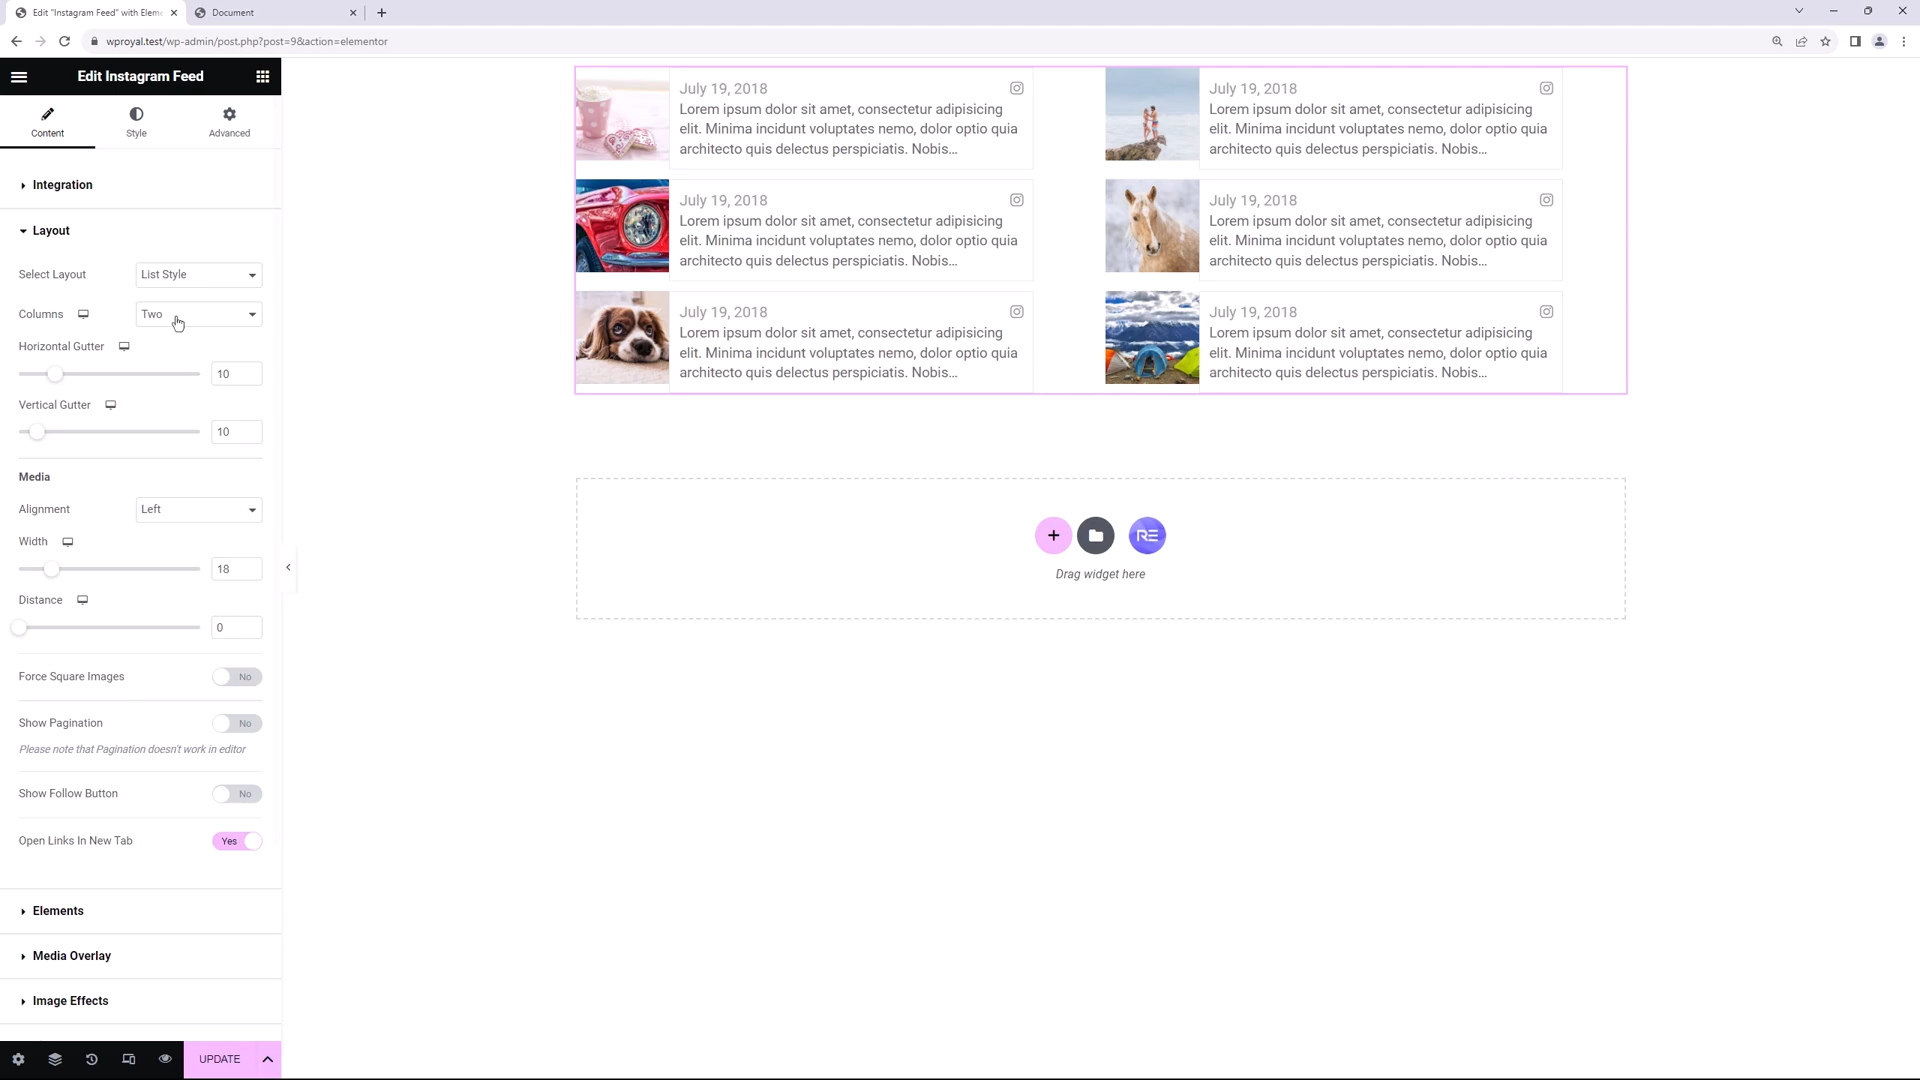 Edit "Instagram Feed" with Eleme
Document
wproyal.test/wp-admin/post.php?post=9&action=elementor
Edit Instagram Feed
Content
Style
Advanced
Integration
Layout
Select Layout
List Style
Columns
Two
Horizontal Gutter
10
Vertical Gutter
10
Media
Alignment
Left
Width
18
Distance
0
Force Square Images
No
Show Pagination
No
Please note that Pagination doesn't work in editor
Show Follow Button
No
Open Links In New Tab
Yes
Elements
Media Overlay
Image Effects
UPDATE
July 19, 2018
Lorem ipsum dolor sit amet, consectetur adipisicing
elit. Minima incidunt voluptates nemo, dolor optio quia
architecto quis delectus perspiciatis. Nobis...
July 19, 2018
Lorem ipsum dolor sit amet, consectetur adipisicing
elit. Minima incidunt voluptates nemo, dolor optio quia
architecto quis delectus perspiciatis. Nobis...
July 19, 2018
Lorem ipsum dolor sit amet, consectetur adipisicing
elit. Minima incidunt voluptates nemo, dolor optio quia
architecto quis delectus perspiciatis. Nobis...
July 19, 2018
Lorem ipsum dolor sit amet, consectetur adipisicing
elit. Minima incidunt voluptates nemo, dolor optio quia
architecto quis delectus perspiciatis. Nobis...
July 19, 2018
Lorem ipsum dolor sit amet, consectetur adipisicing
elit. Minima incidunt voluptates nemo, dolor optio quia
architecto quis delectus perspiciatis. Nobis...
July 19, 2018
Lorem ipsum dolor sit amet, consectetur adipisicing
elit. Minima incidunt voluptates nemo, dolor optio quia
architecto quis delectus perspiciatis. Nobis...
RE
Drag widget here